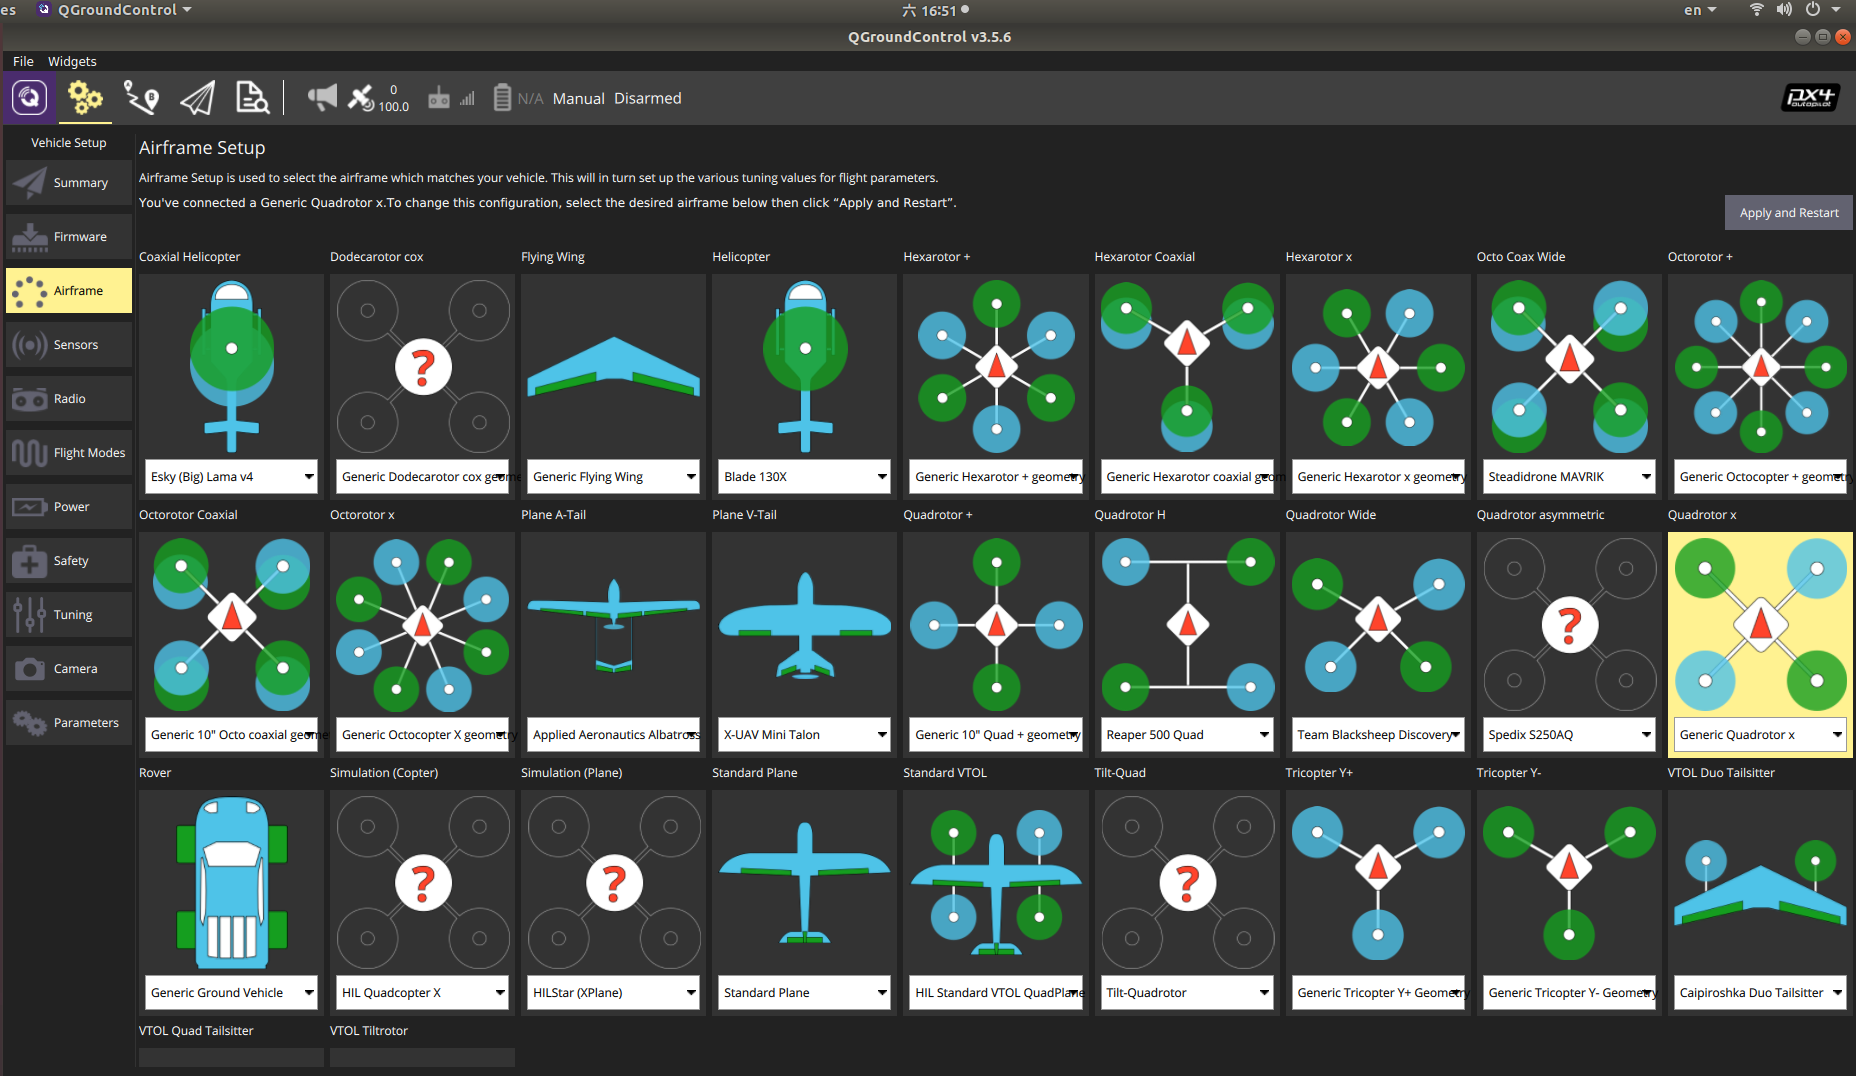 es QGroundControl 六 16:51 en
QGroundControl v3.5.6
File Widgets
0
100.0
N/A Manual Disarmed
px4
autopilot
Vehicle Setup
Summary
Firmware
Airframe
Sensors
Radio
Flight Modes
Power
Safety
Tuning
Camera
Parameters
Airframe Setup
Airframe Setup is used to select the airframe which matches your vehicle. This will in turn set up the various tuning values for flight parameters.
You've connected a Generic Quadrotor x.To change this configuration, select the desired airframe below then click “Apply and Restart”.
Apply and Restart
Coaxial Helicopter Dodecarotor cox Flying Wing Helicopter Hexarotor + Hexarotor Coaxial Hexarotor x Octo Coax Wide Octorotor +
?
B
Esky (Big) Lama v4 Generic Dodecarotor cox geome Generic Flying Wing Blade 130X Generic Hexarotor + geometry Generic Hexarotor coaxial geom Generic Hexarotor x geometry Steadidrone MAVRIK Generic Octocopter + geometry
Octorotor Coaxial Octorotor x Plane A-Tail Plane V-Tail Quadrotor + Quadrotor H Quadrotor Wide Quadrotor asymmetric Quadrotor x
?
Generic 10" Octo coaxial geome Generic Octocopter X geometry Applied Aeronautics Albatross X-UAV Mini Talon Generic 10" Quad + geometry Reaper 500 Quad Team Blacksheep Discovery Spedix S250AQ Generic Quadrotor x
Rover Simulation (Copter) Simulation (Plane) Standard Plane Standard VTOL Tilt-Quad Tricopter Y+ Tricopter Y- VTOL Duo Tailsitter
? ? ?
Generic Ground Vehicle HIL Quadcopter X HILStar (XPlane) Standard Plane HIL Standard VTOL QuadPlane Tilt-Quadrotor Generic Tricopter Y+ Geometry Generic Tricopter Y- Geometry Caipiroshka Duo Tailsitter
VTOL Quad Tailsitter VTOL Tiltrotor